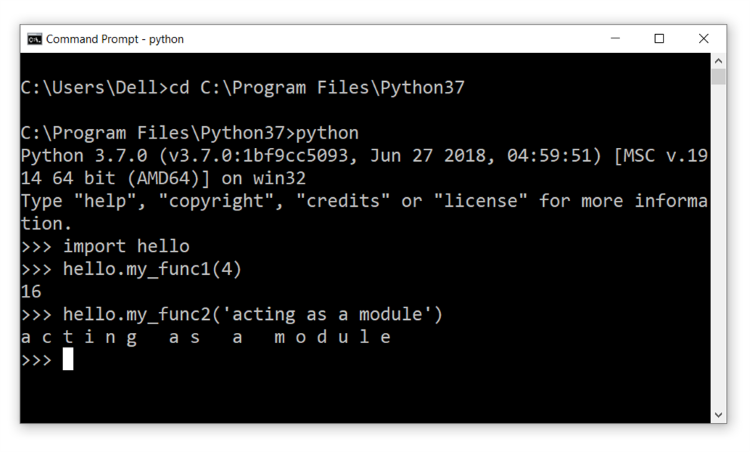 Command Prompt - python
C:\Users\Dell>cd C:\Program Files\Python37
C:\Program Files\Python37>python
Python 3.7.0 (v3.7.0:1bf9cc5093, Jun 27 2018, 04:59:51) [MSC v.19
14 64 bit (AMD64)] on win32
Type "help", "copyright", "credits" or "license" for more informa
tion.
>>> import hello
>>> hello.my_func1(4)
16
>>> hello.my_func2('acting as a module')
a c t i n g   a s   a   m o d u l e
>>>